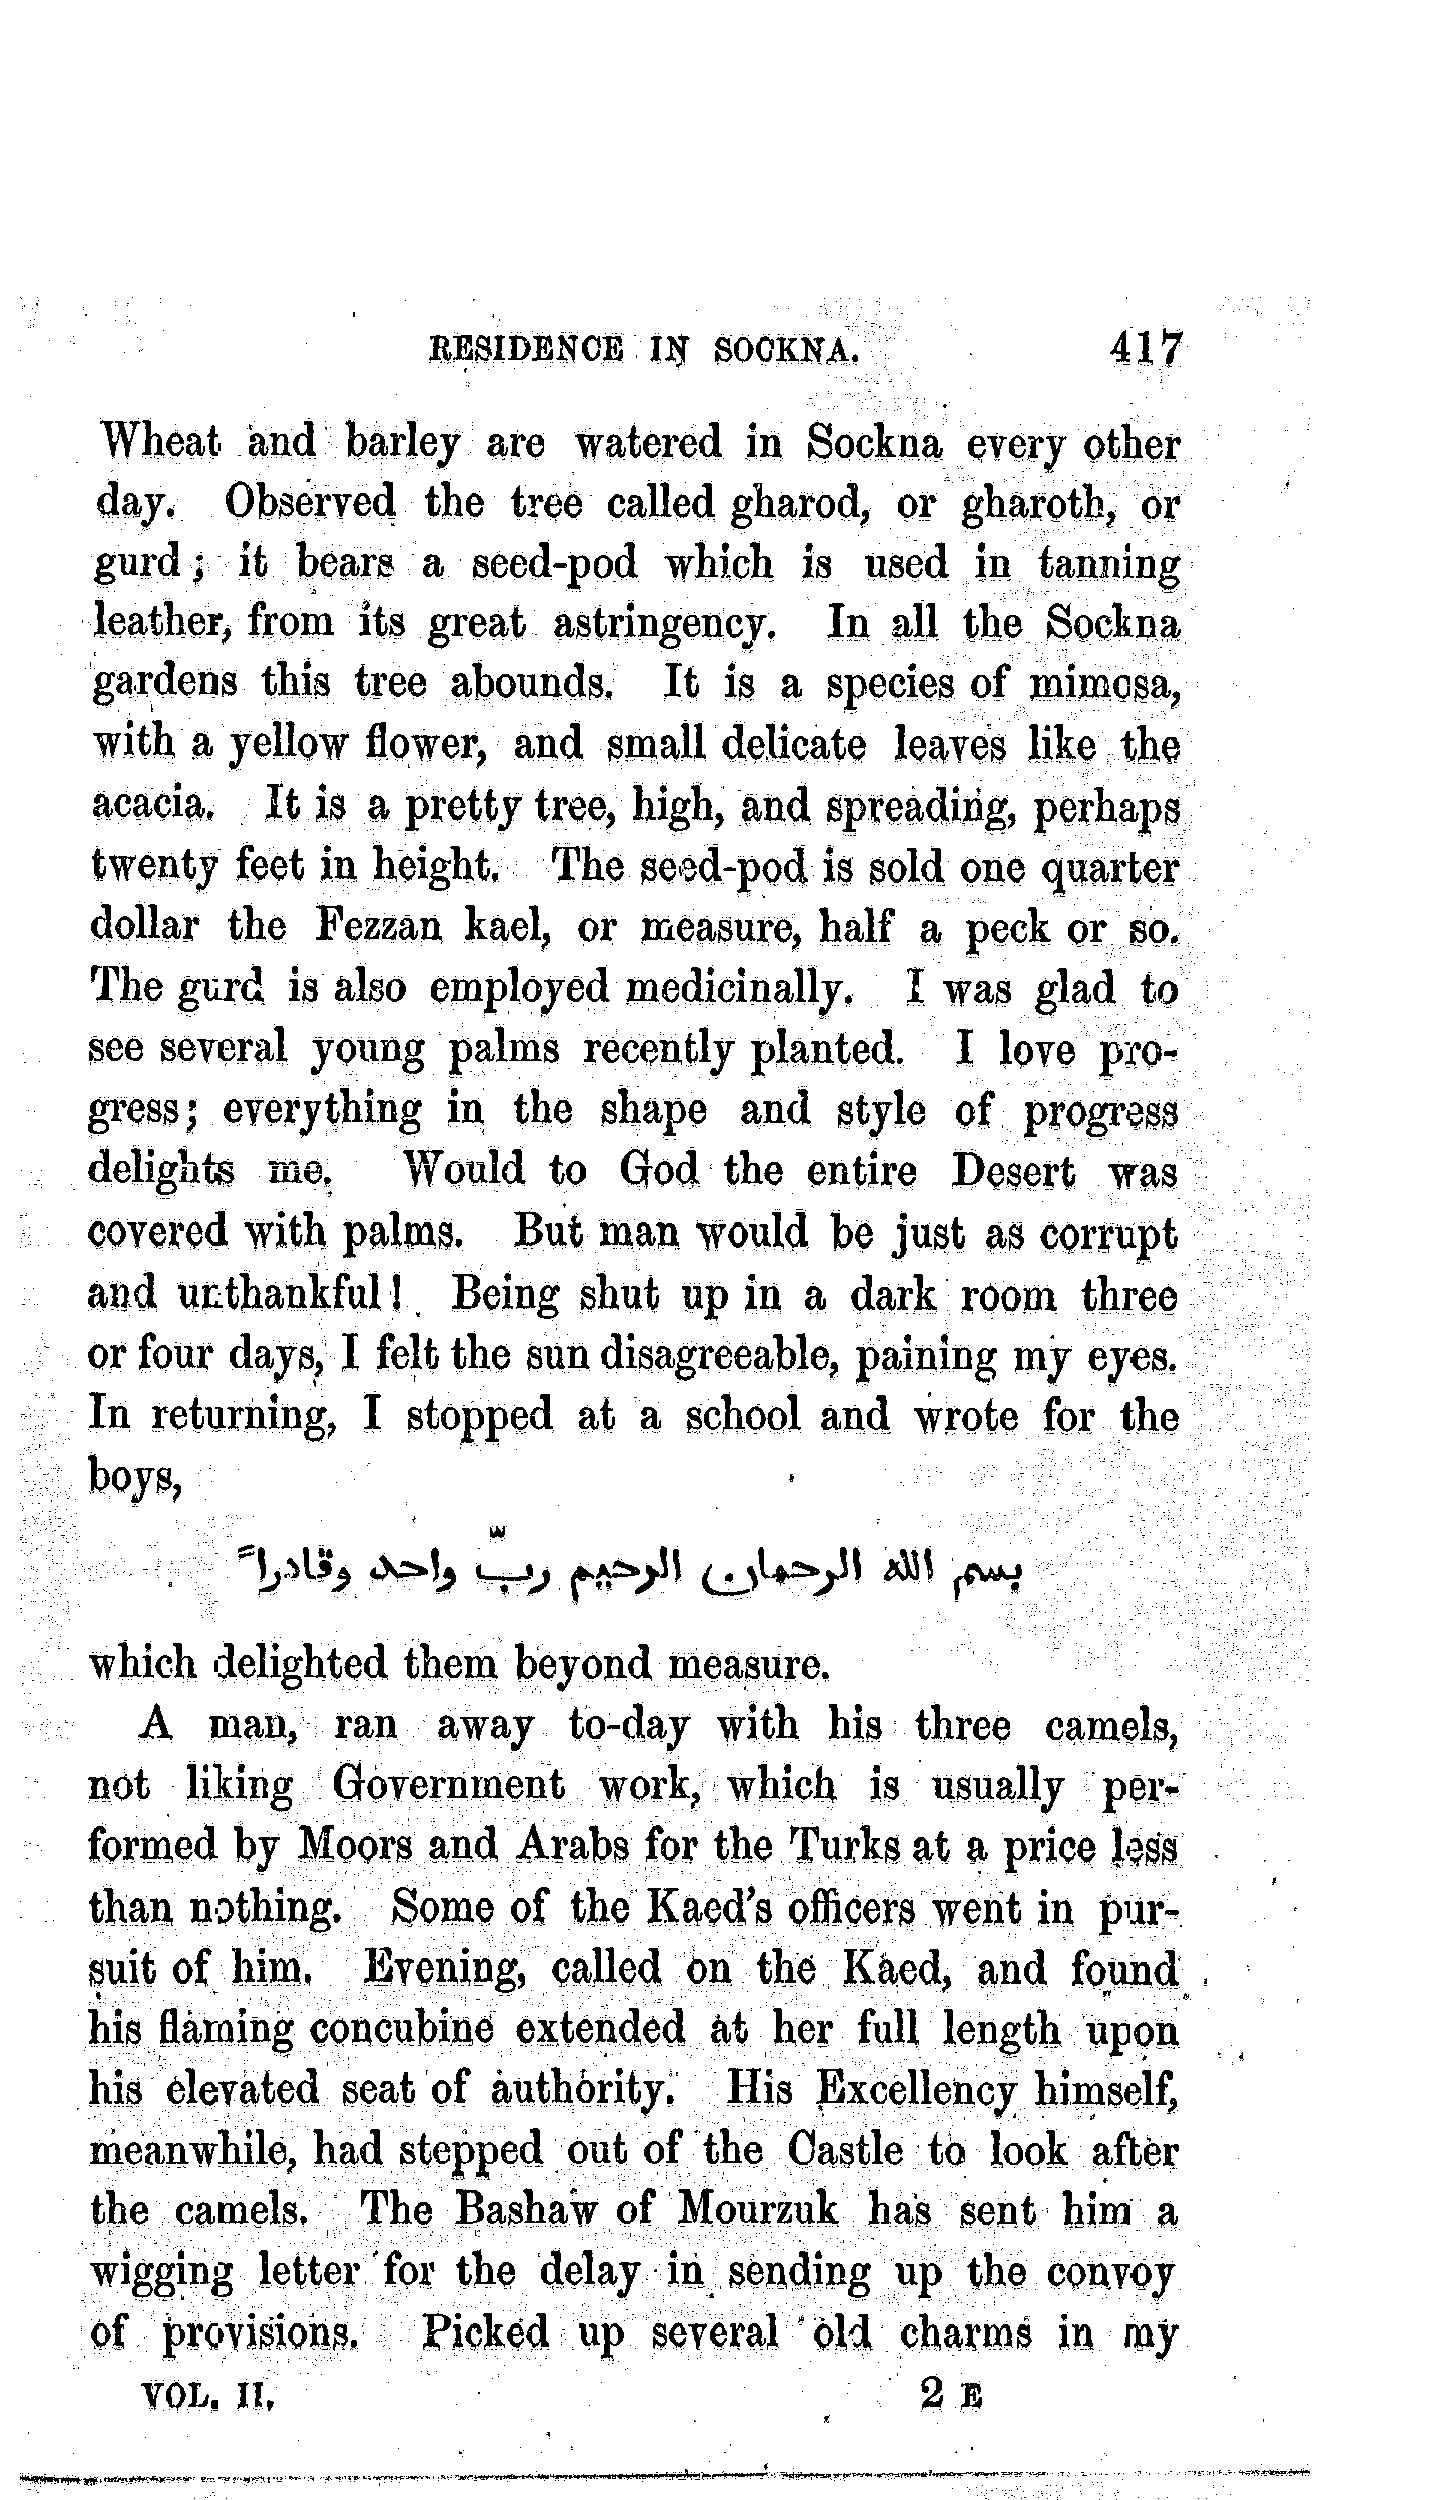 RESIDENCE IN SOCKNA. 417
Wheat and barley are watered in Sockna every other
day. Observed the tree called gharod, or gharoth, or
gurd; it bears a seed-pod which is used in tanning
leather, from its great astringency. In all the Sockna
gardens this tree abounds. It is a species of mimosa,
with a yellow flower, and small delicate leaves like the
acacia. It is a pretty tree, high, and spreading, perhaps
twenty feet in height. The seed-pod is sold one quarter
dollar the Fezzan kael, or measure, half a peck or so.
The gurd is also employed medicinally. I was glad to
see several young palms recently planted. I love pro-
gress; everything in the shape and style of progress
delights me. Would to God the entire Desert was
covered with palms. But man would be just as corrupt
and unthankful! Being shut up in a dark room three
or four days, I felt the sun disagreeable, paining my eyes.
In returning, I stopped at a school and wrote for the
boys,
بسم الله الرحمان الرحيم ربّ واحد وقادراً
which delighted them beyond measure.
A man, ran away to-day with his three camels,
not liking Government work, which is usually per-
formed by Moors and Arabs for the Turks at a price less
than nothing. Some of the Kaed's officers went in pur-
suit of him. Evening, called on the Kaed, and found
his flaming concubine extended at her full length upon
his elevated seat of authority. His Excellency himself,
meanwhile, had stepped out of the Castle to look after
the camels. The Bashaw of Mourzuk has sent him a
wigging letter for the delay in sending up the convoy
of provisions. Picked up several old charms in my
VOL. II. 2 E